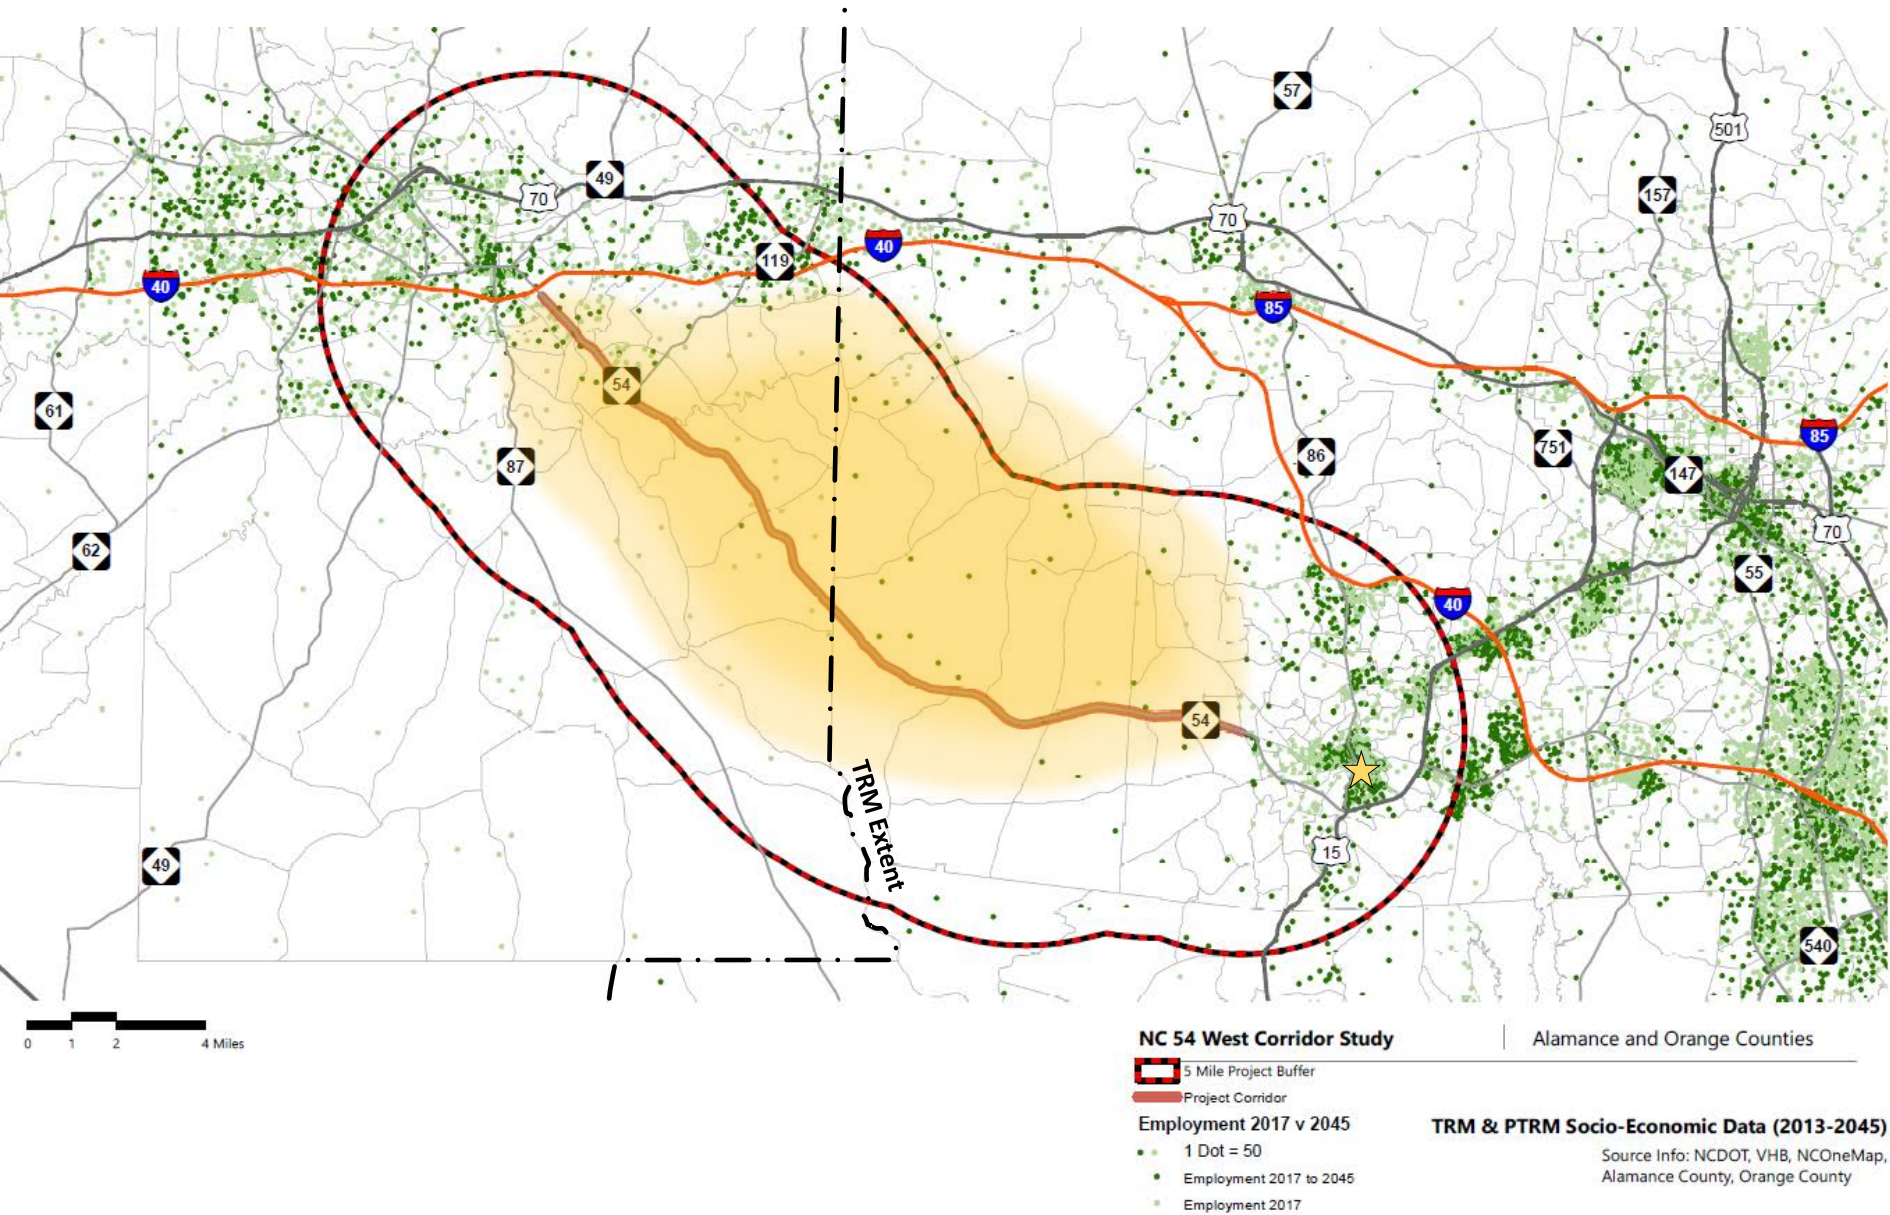 57
501
49
157
70
70
119
40
40
85
54
61
85
751
86
87
147
70
62
55
40
54
TRM Extent
15
49
540
0 1 2 4 Miles
NC 54 West Corridor Study | Alamance and Orange Counties
5 Mile Project Buffer
Project Corridor
Employment 2017 v 2045
TRM & PTRM Socio-Economic Data (2013-2045)
1 Dot = 50
Source Info: NCDOT, VHB, NCOneMap,
Alamance County, Orange County
Employment 2017 to 2045
Employment 2017